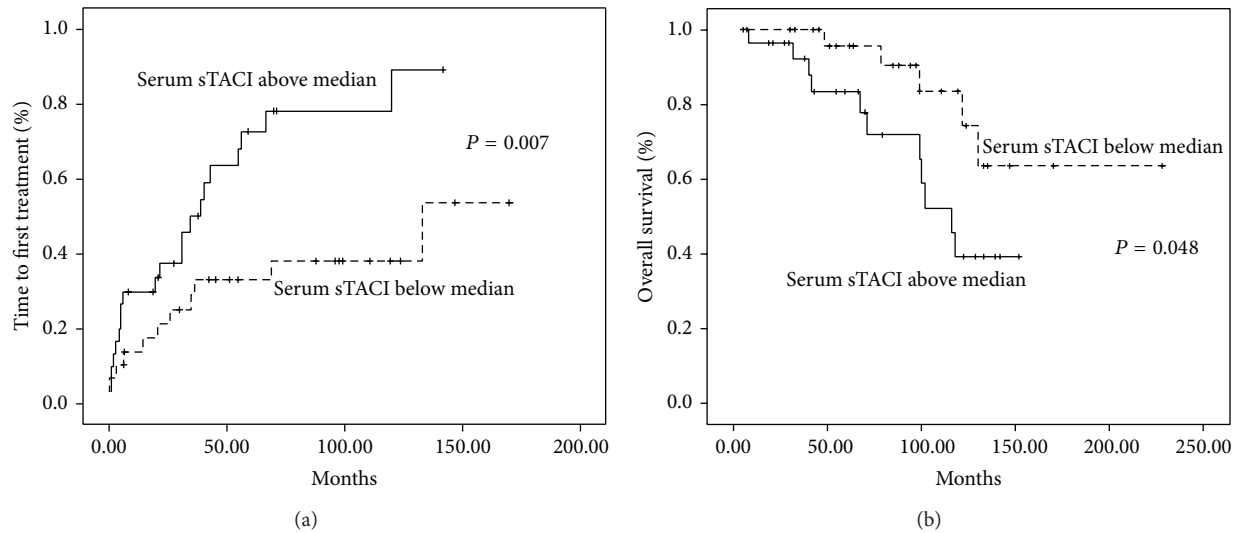 1.0
0.8
0.6
0.4
0.2
0.0
Time to first treatment (%)
Serum sTACI above median
P = 0.007
Serum sTACI below median
0.00 50.00 100.00 150.00 200.00
Months
(a)
1.0
0.8
0.6
0.4
0.2
0.0
Overall survival (%)
Serum sTACI below median
P = 0.048
Serum sTACI above median
0.00 50.00 100.00 150.00 200.00 250.00
Months
(b)